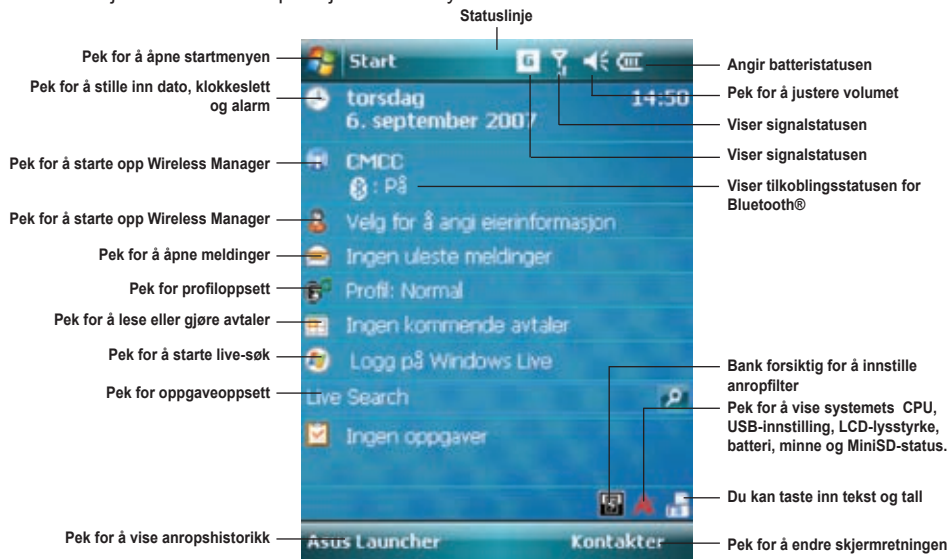 Statuslinje
Pek for å åpne startmenyen
Pek for å stille inn dato, klokkeslett
og alarm
Pek for å starte opp Wireless Manager
Pek for å starte opp Wireless Manager
Pek for å åpne meldinger
Pek for profiloppsett
Pek for å lese eller gjøre avtaler
Pek for å starte live-søk
Pek for oppgaveoppsett
Pek for å vise anropshistorikk
Start
G
torsdag 14:50
6. september 2007
CMCC
: På
Velg for å angi eierinformasjon
Ingen uleste meldinger
Profil: Normal
Ingen kommende avtaler
Logg på Windows Live
Live Search
Ingen oppgaver
Asus Launcher Kontakter
Angir batteristatusen
Pek for å justere volumet
Viser signalstatusen
Viser signalstatusen
Viser tilkoblingsstatusen for
Bluetooth®
Bank forsiktig for å innstille
anropfilter
Pek for å vise systemets CPU,
USB-innstilling, LCD-lysstyrke,
batteri, minne og MiniSD-status.
Du kan taste inn tekst og tall
Pek for å endre skjermretningen